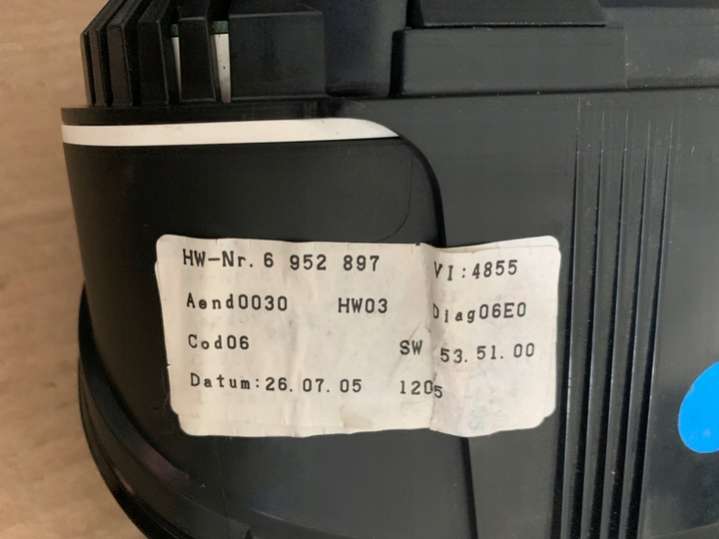 HW-Nr. 6 952 897 VI:4855
Aend0030 HW03 Diag06E0
Cod06 SW 53.51.00
Datum:26.07.05 1205